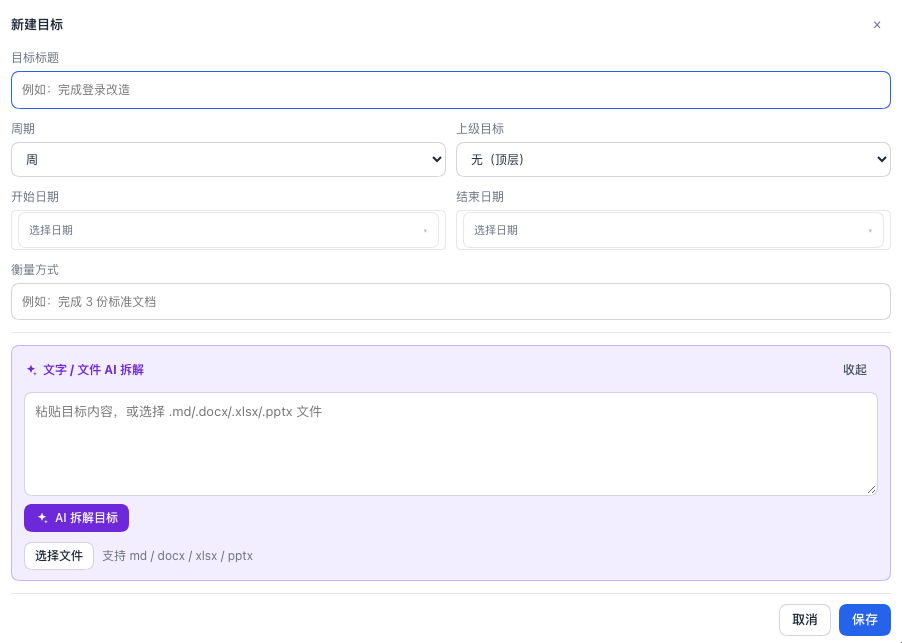 新建目标 ×
目标标题
例如：完成登录改造
周期 上级目标
周 无（顶层）
开始日期 结束日期
选择日期 选择日期
衡量方式
例如：完成 3 份标准文档
文字 / 文件 AI 拆解 收起
粘贴目标内容，或选择 .md/.docx/.xlsx/.pptx 文件
AI 拆解目标
选择文件 支持 md / docx / xlsx / pptx
取消 保存